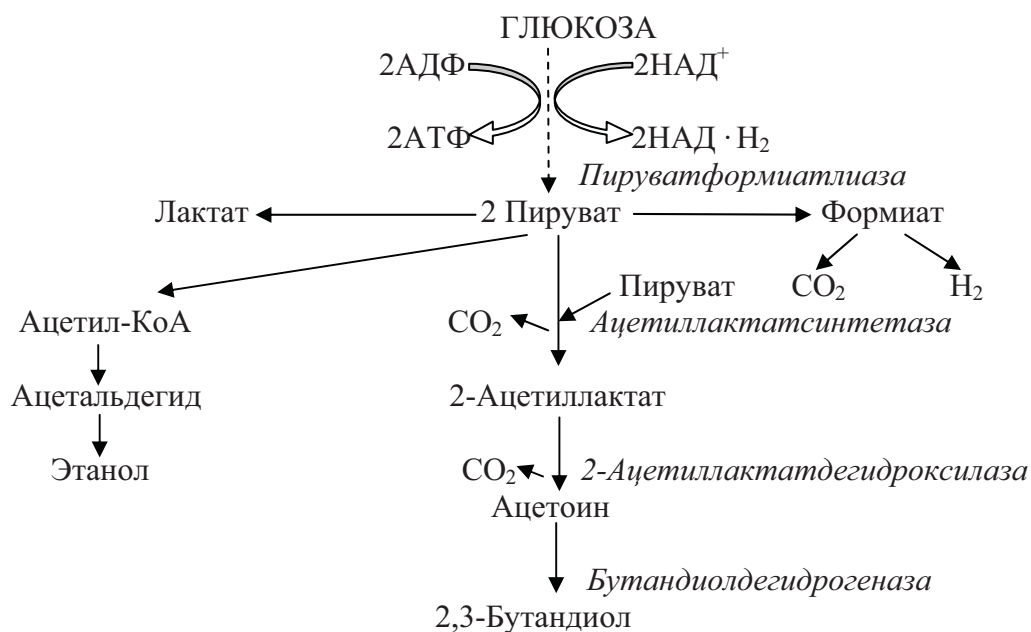 ГЛЮКОЗА
2АДФ 2НАД⁺
2АТФ 2НАД · H₂
Пируватформиатлиаза
Лактат 2 Пируват Формиат
CO₂ H₂
Пируват
Ацетил-КоА CO₂ Ацетиллактатсинтетаза
Ацетальдегид 2-Ацетиллактат
Этанол CO₂ 2-Ацетиллактатдегидроксилаза
Ацетоин
Бутандиолдегидрогеназа
2,3-Бутандиол